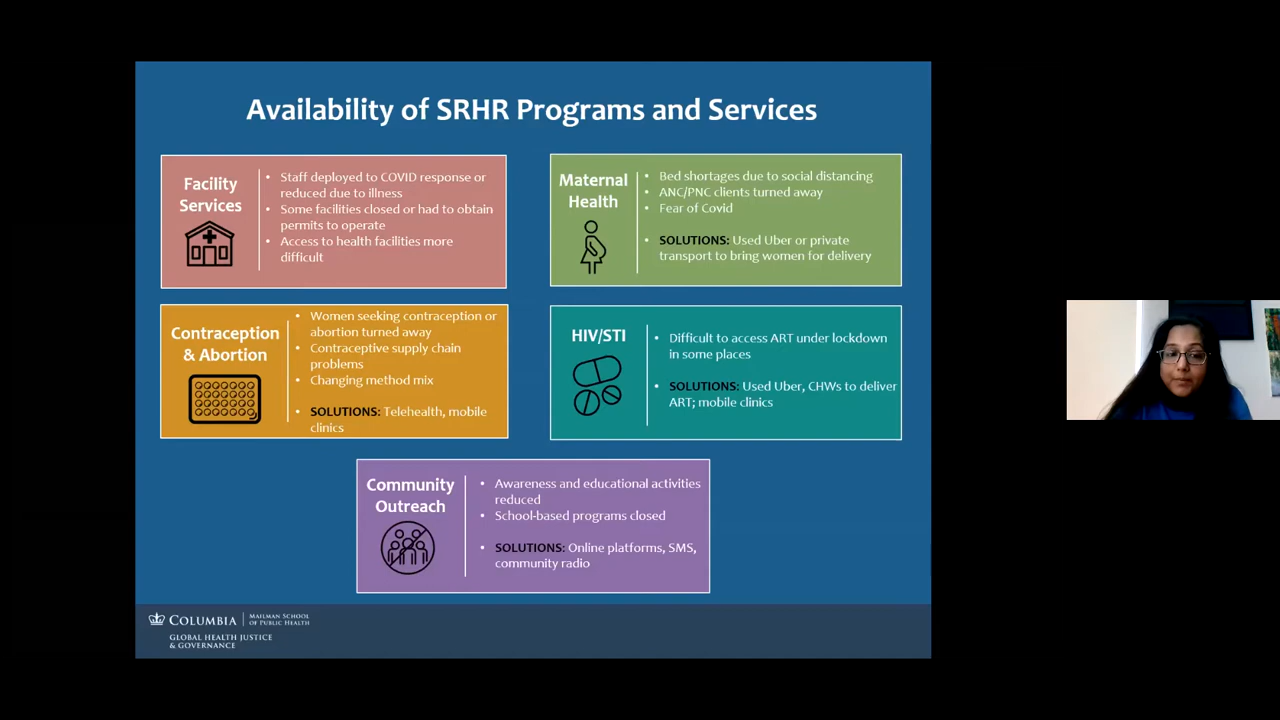 Availability of SRHR Programs and Services
Facility
Services
• Staff deployed to COVID response or
reduced due to illness
• Some facilities closed or had to obtain
permits to operate
• Access to health facilities more
difficult
Maternal
Health
• Bed shortages due to social distancing
• ANC/PNC clients turned away
• Fear of Covid
• SOLUTIONS: Used Uber or private
transport to bring women for delivery
Contraception
& Abortion
• Women seeking contraception or
abortion turned away
• Contraceptive supply chain
problems
• Changing method mix
• SOLUTIONS: Telehealth, mobile
clinics
HIV/STI
• Difficult to access ART under lockdown
in some places
• SOLUTIONS: Used Uber, CHWs to deliver
ART; mobile clinics
Community
Outreach
• Awareness and educational activities
reduced
• School-based programs closed
• SOLUTIONS: Online platforms, SMS,
community radio
COLUMBIA
MAILMAN SCHOOL
OF PUBLIC HEALTH
GLOBAL HEALTH JUSTICE
& GOVERNANCE